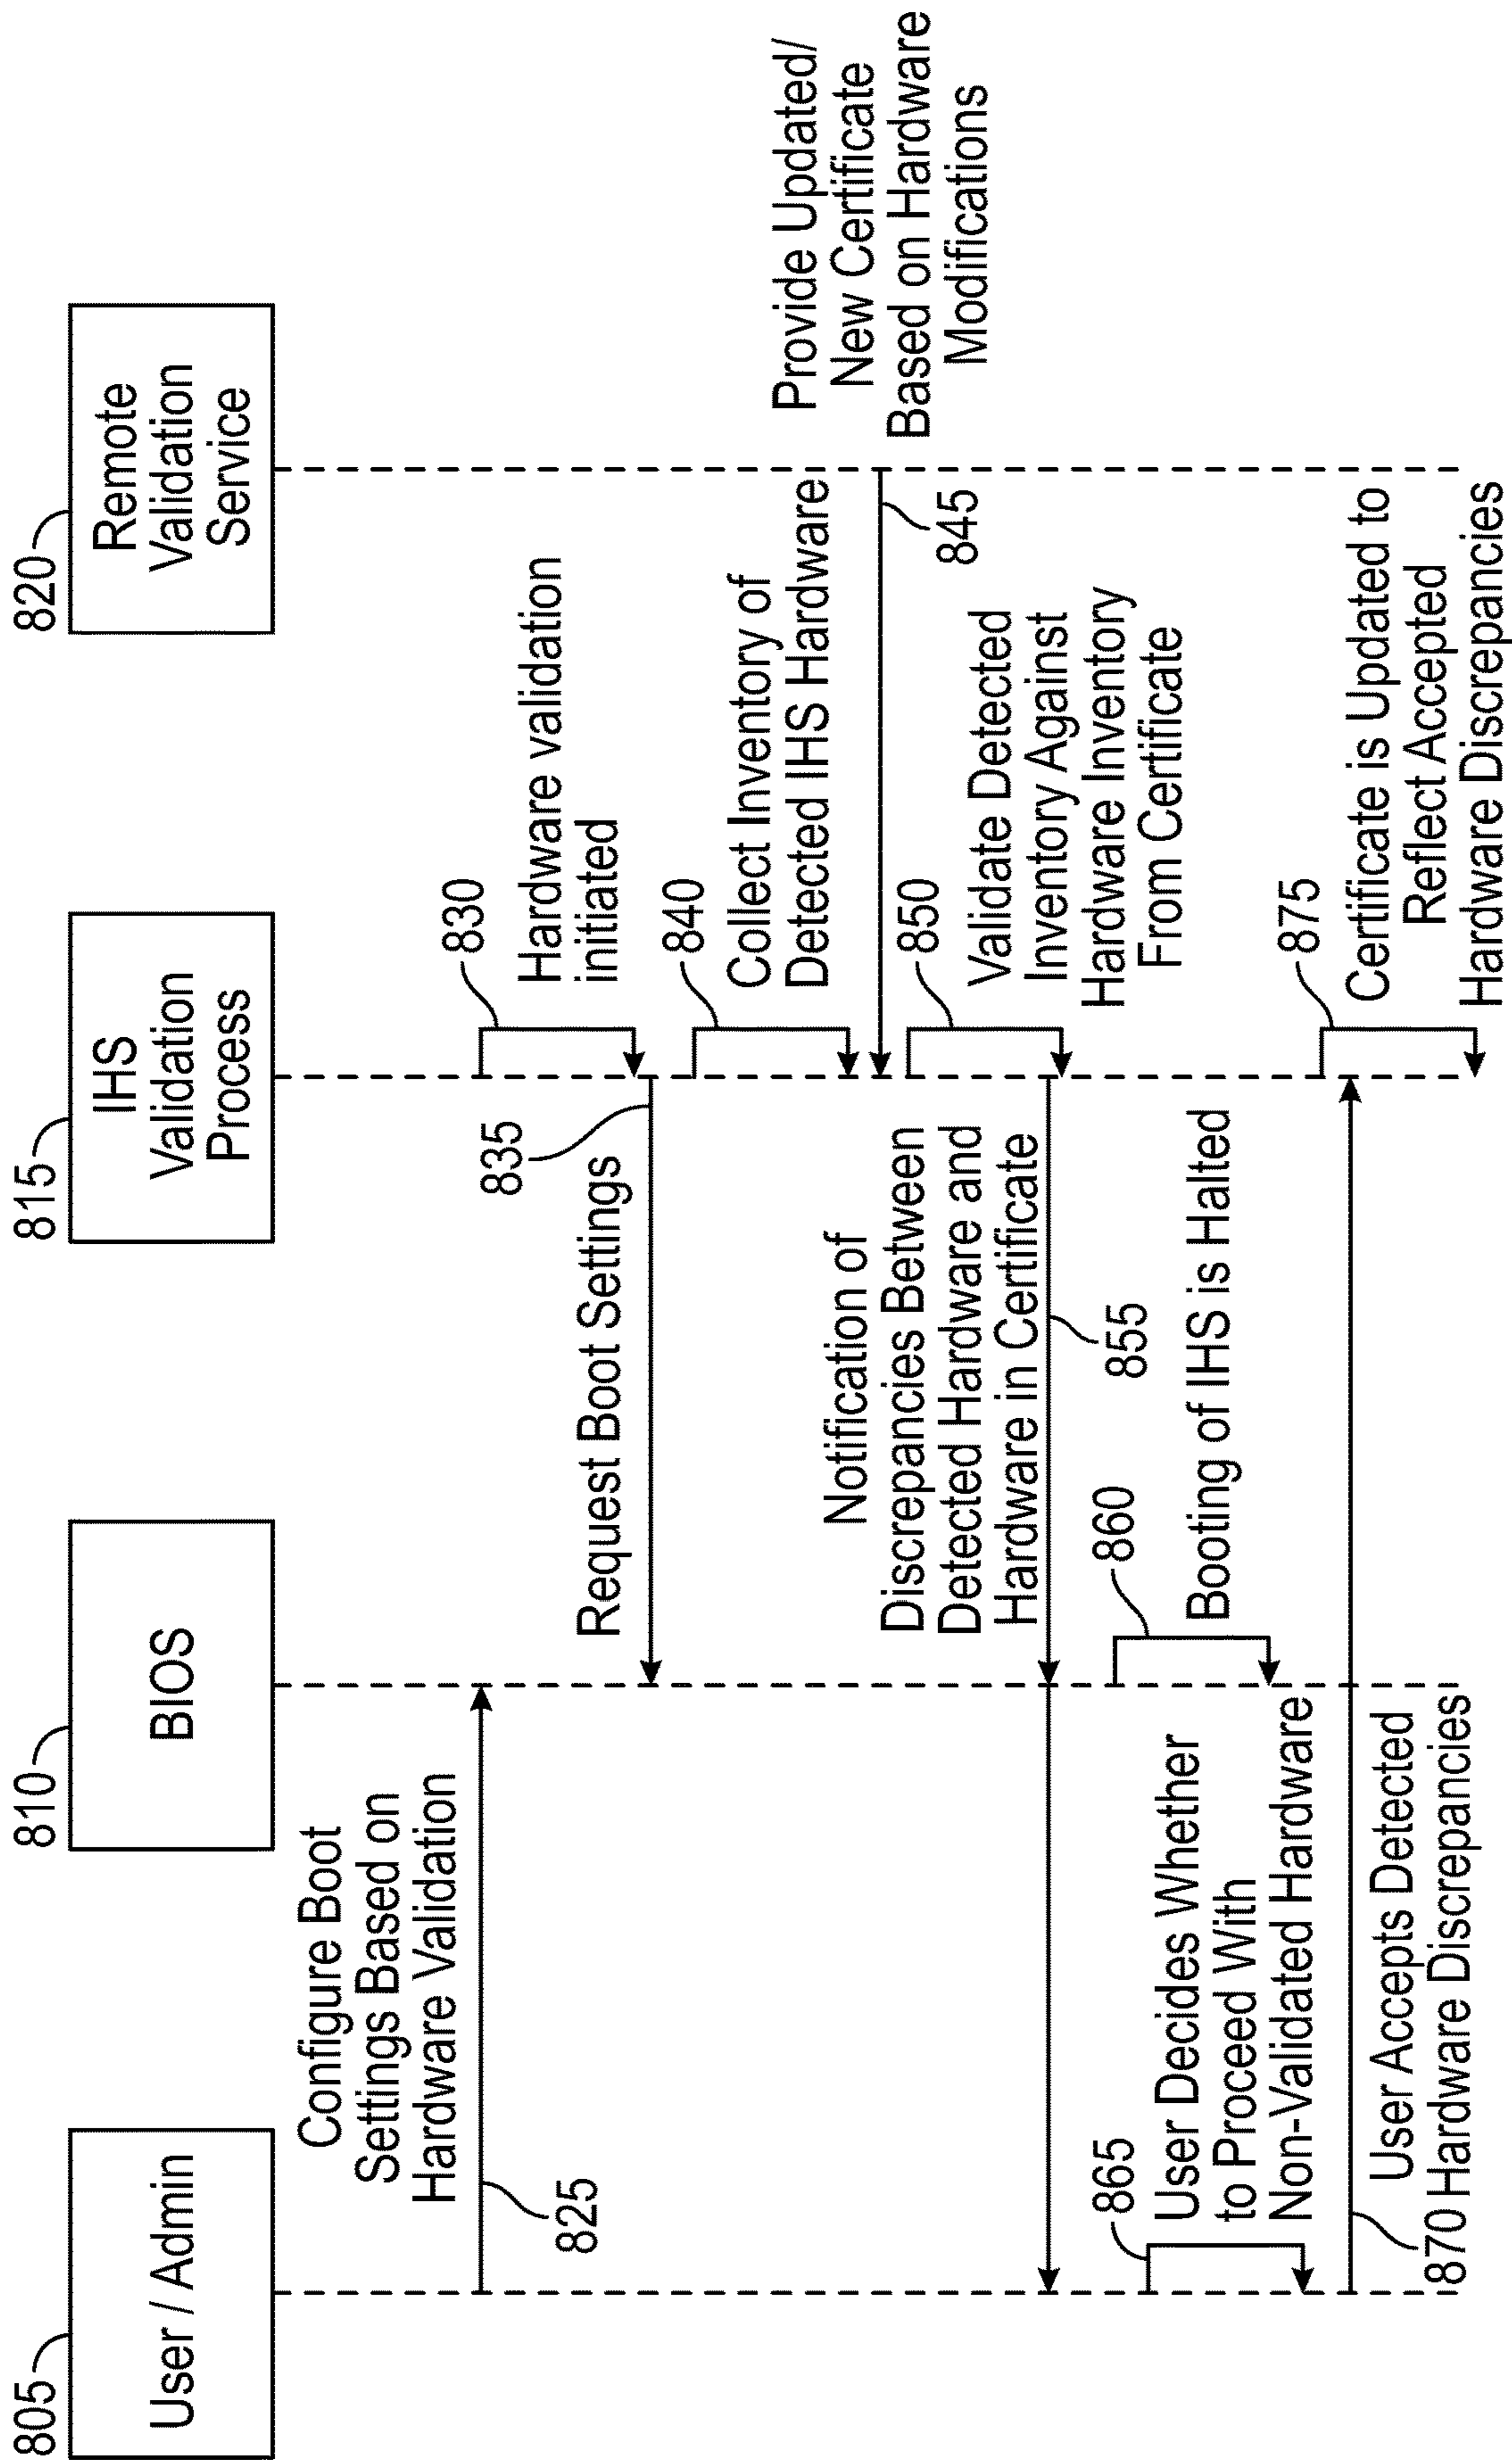 805
User / Admin
810
BIOS
815
IHS
Validation
Process
820
Remote
Validation
Service
Configure Boot
Settings Based on
Hardware Validation
825
830
Hardware validation
initiated
Request Boot Settings
835
840
Collect Inventory of
Detected IHS Hardware
Provide Updated/
New Certificate
Based on Hardware
Modifications
845
850
Validate Detected
Inventory Against
Hardware Inventory
From Certificate
Notification of
Discrepancies Between
Detected Hardware and
Hardware in Certificate
855
860
Booting of IHS is Halted
865
User Decides Whether
to Proceed With
Non-Validated Hardware
870
User Accepts Detected
Hardware Discrepancies
875
Certificate is Updated to
Reflect Accepted
Hardware Discrepancies